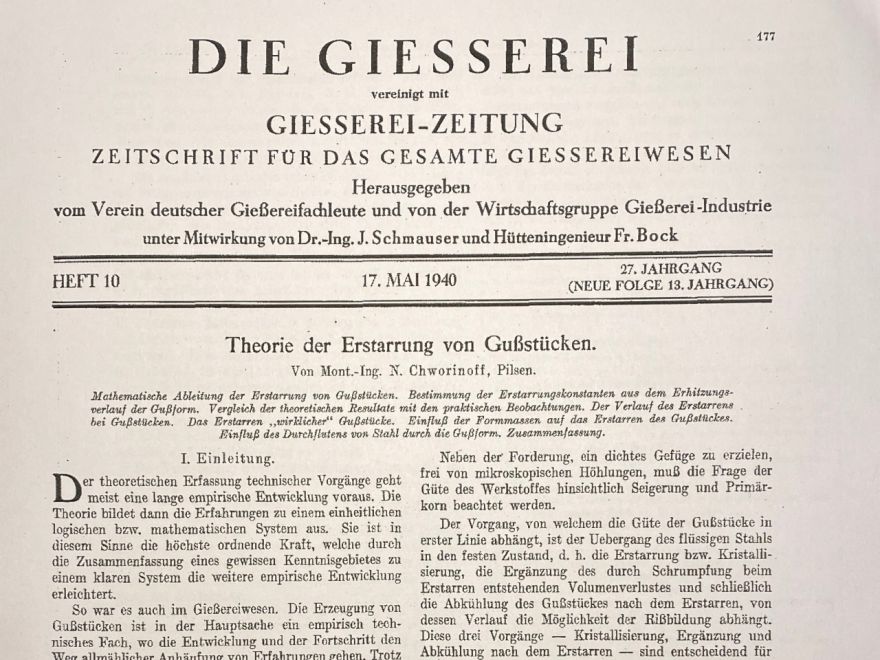 177
DIE GIESSEREI
vereinigt mit
GIESSEREI-ZEITUNG
ZEITSCHRIFT FÜR DAS GESAMTE GIESSEREIWESEN
Herausgegeben
vom Verein deutscher Gießereifachleute und von der Wirtschaftsgruppe Gießerei-Industrie
unter Mitwirkung von Dr.-Ing. J. Schmauser und Hütteningenieur Fr. Bock
HEFT 10
17. MAI 1940
27. JAHRGANG
(NEUE FOLGE 13. JAHRGANG)
Theorie der Erstarrung von Gußstücken.
Von Mont.-Ing. N. Chworinoff, Pilsen.
Mathematische Ableitung der Erstarrung von Gußstücken. Bestimmung der Erstarrungskonstanten aus dem Erhitzungs-
verlauf der Gußform. Vergleich der theoretischen Resultate mit den praktischen Beobachtungen. Der Verlauf des Erstarrens
bei Gußstücken. Das Erstarren „wirklicher" Gußstücke. Einfluß der Formmassen auf das Erstarren des Gußstückes.
Einfluß des Durchflutens von Stahl durch die Gußform. Zusammenfassung.
I. Einleitung.
Der theoretischen Erfassung technischer Vorgänge geht
meist eine lange empirische Entwicklung voraus. Die
Theorie bildet dann die Erfahrungen zu einem einheitlichen
logischen bzw. mathematischen System aus. Sie ist in
diesem Sinne die höchste ordnende Kraft, welche durch
die Zusammenfassung eines gewissen Kenntnisgebietes zu
einem klaren System die weitere empirische Entwicklung
erleichtert.
So war es auch im Gießereiwesen. Die Erzeugung von
Gußstücken ist in der Hauptsache ein empirisch tech-
nisches Fach, wo die Entwicklung und der Fortschritt den
Weg allmählicher Anhäufung von Erfahrungen gehen. Trotz
Neben der Forderung, ein dichtes Gefüge zu erzielen,
frei von mikroskopischen Höhlungen, muß die Frage der
Güte des Werkstoffes hinsichtlich Seigerung und Primär-
korn beachtet werden.
Der Vorgang, von welchem die Güte der Gußstücke in
erster Linie abhängt, ist der Uebergang des flüssigen Stahls
in den festen Zustand, d. h. die Erstarrung bzw. Kristalli-
sierung, die Ergänzung des durch Schrumpfung beim
Erstarren entstehenden Volumenverlustes und schließlich
die Abkühlung des Gußstückes nach dem Erstarren, von
dessen Verlauf die Möglichkeit der Rißbildung abhängt.
Diese drei Vorgänge — Kristallisierung, Ergänzung und
Abkühlung nach dem Erstarren — sind entscheidend für